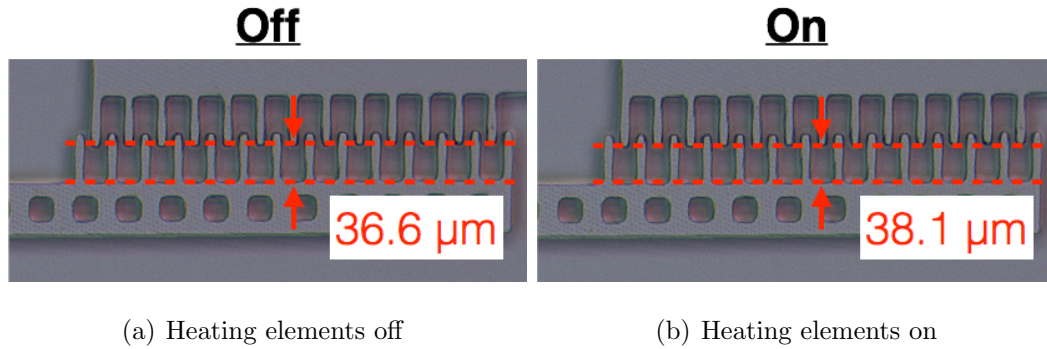 Off
On
36.6 µm
38.1 µm
(a) Heating elements off
(b) Heating elements on